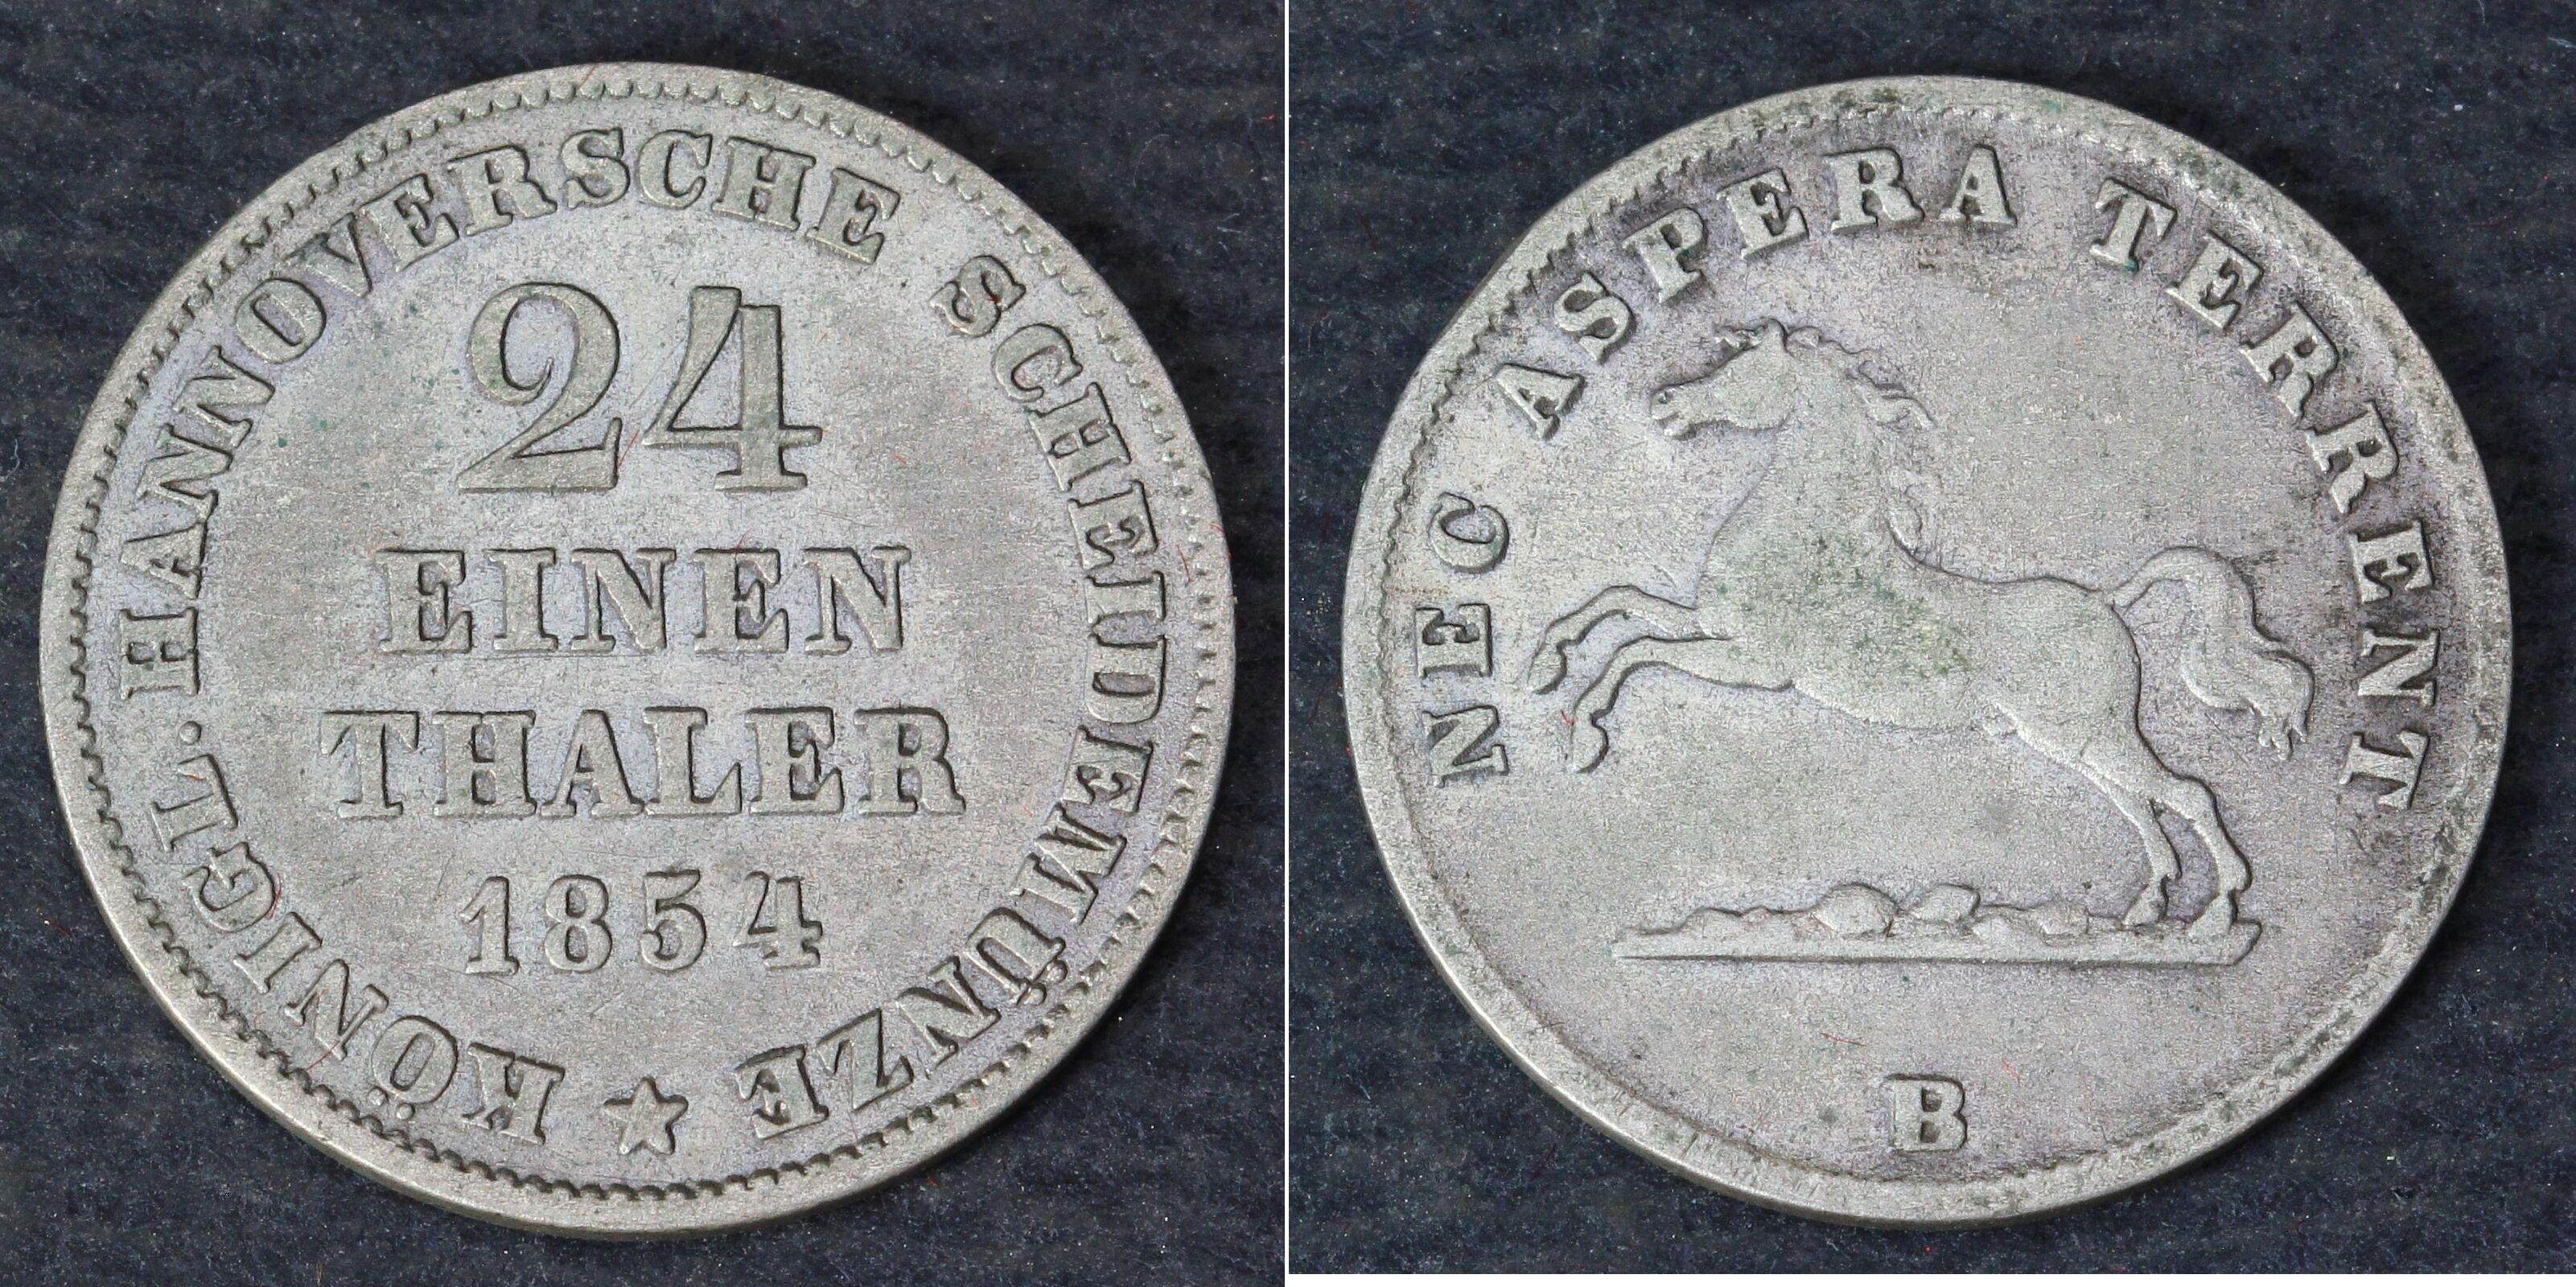 KÖNIGL. HANNOVERSCHE SCHEIDEMÜNZE
24
EINEN
THALER
1854
NEC ASPERA TERRENT
B